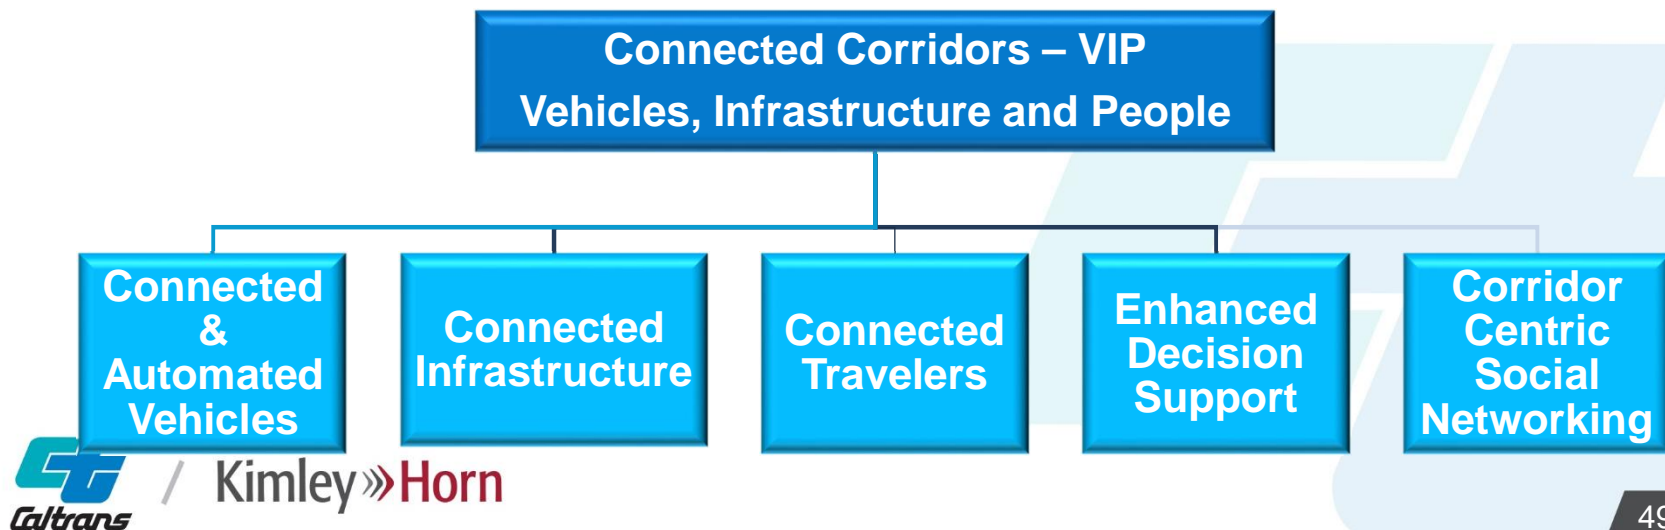 Connected Corridors – VIP
Vehicles, Infrastructure and People
Connected
&
Automated
Vehicles
Connected
Infrastructure
Connected
Travelers
Enhanced
Decision
Support
Corridor
Centric
Social
Networking
Caltrans
/ Kimley»Horn
49